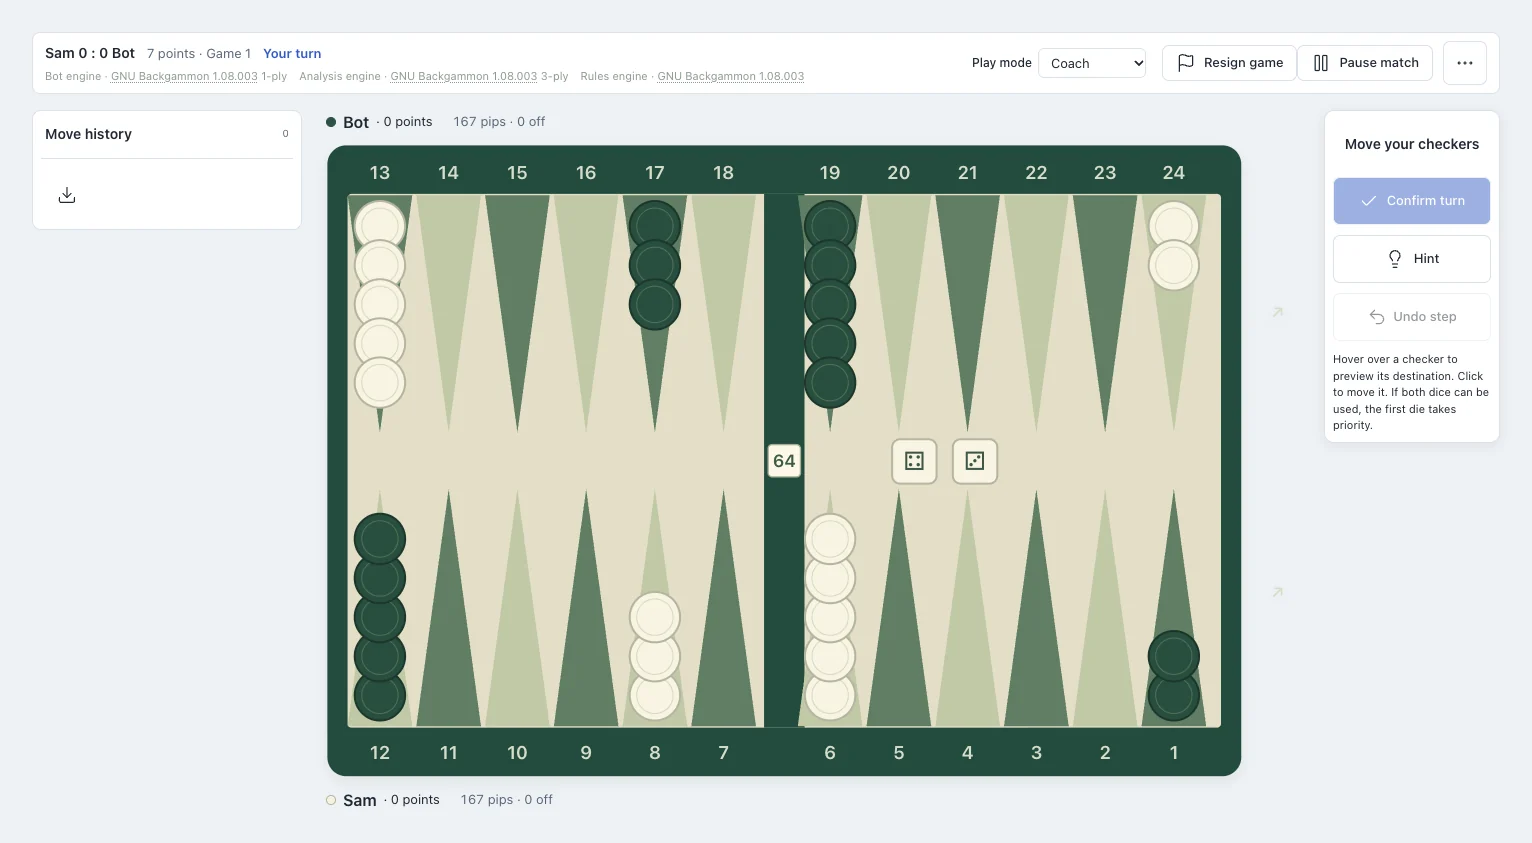 Sam 0 : 0 Bot 7 points · Game 1 Your turn
Bot engine · GNU Backgammon 1.08.003 1-ply Analysis engine · GNU Backgammon 1.08.003 3-ply Rules engine · GNU Backgammon 1.08.003
Play mode Coach Resign game Pause match
Move history 0
Bot · 0 points 167 pips · 0 off
13 14 15 16 17 18 19 20 21 22 23 24
64
12 11 10 9 8 7 6 5 4 3 2 1
Sam · 0 points 167 pips · 0 off
Move your checkers
Confirm turn
Hint
Undo step
Hover over a checker to
preview its destination. Click
to move it. If both dice can be
used, the first die takes
priority.